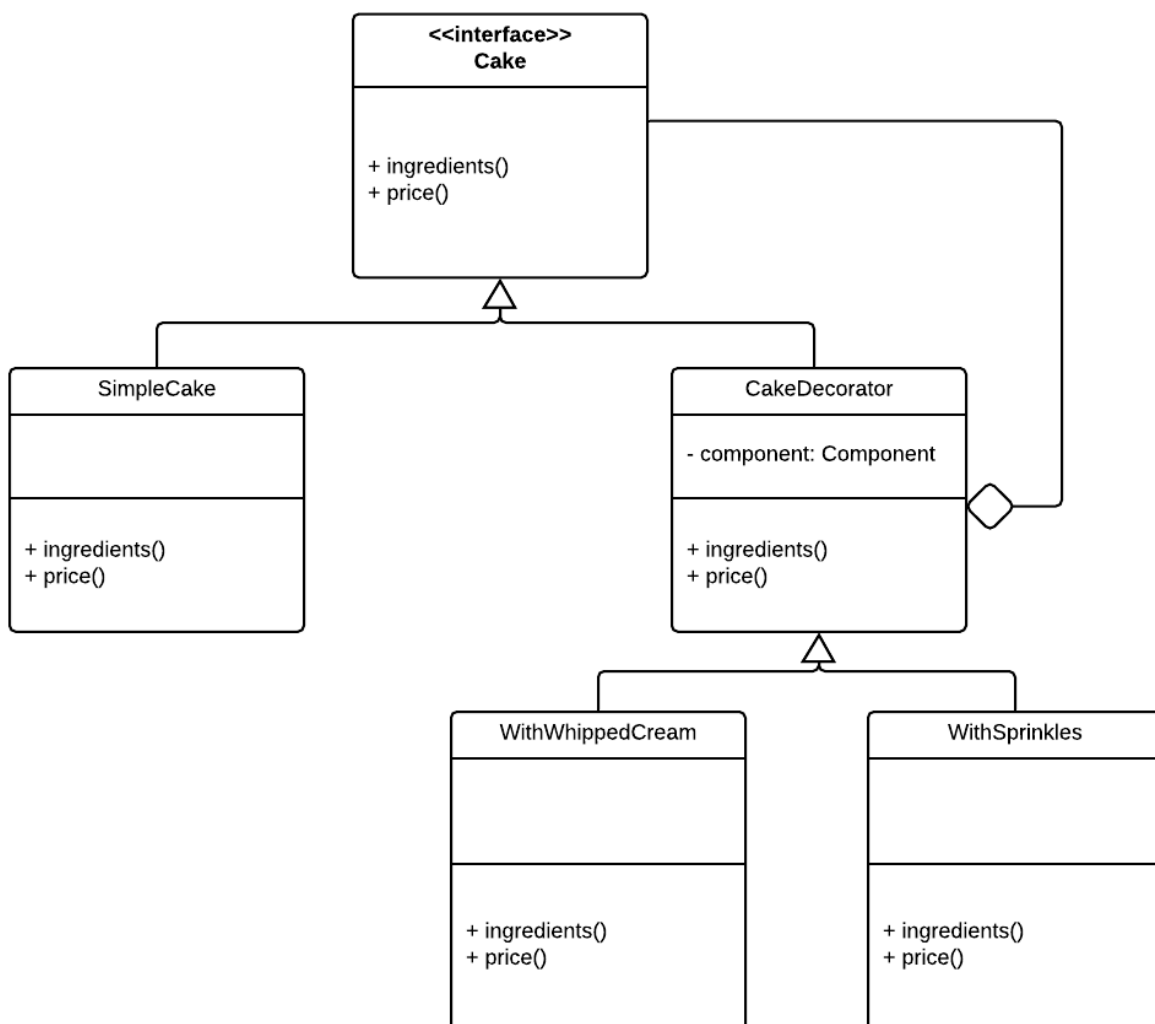 <<interface>>
Cake
+ ingredients()
+ price()
SimpleCake
+ ingredients()
+ price()
CakeDecorator
- component: Component
+ ingredients()
+ price()
WithWhippedCream
+ ingredients()
+ price()
WithSprinkles
+ ingredients()
+ price()